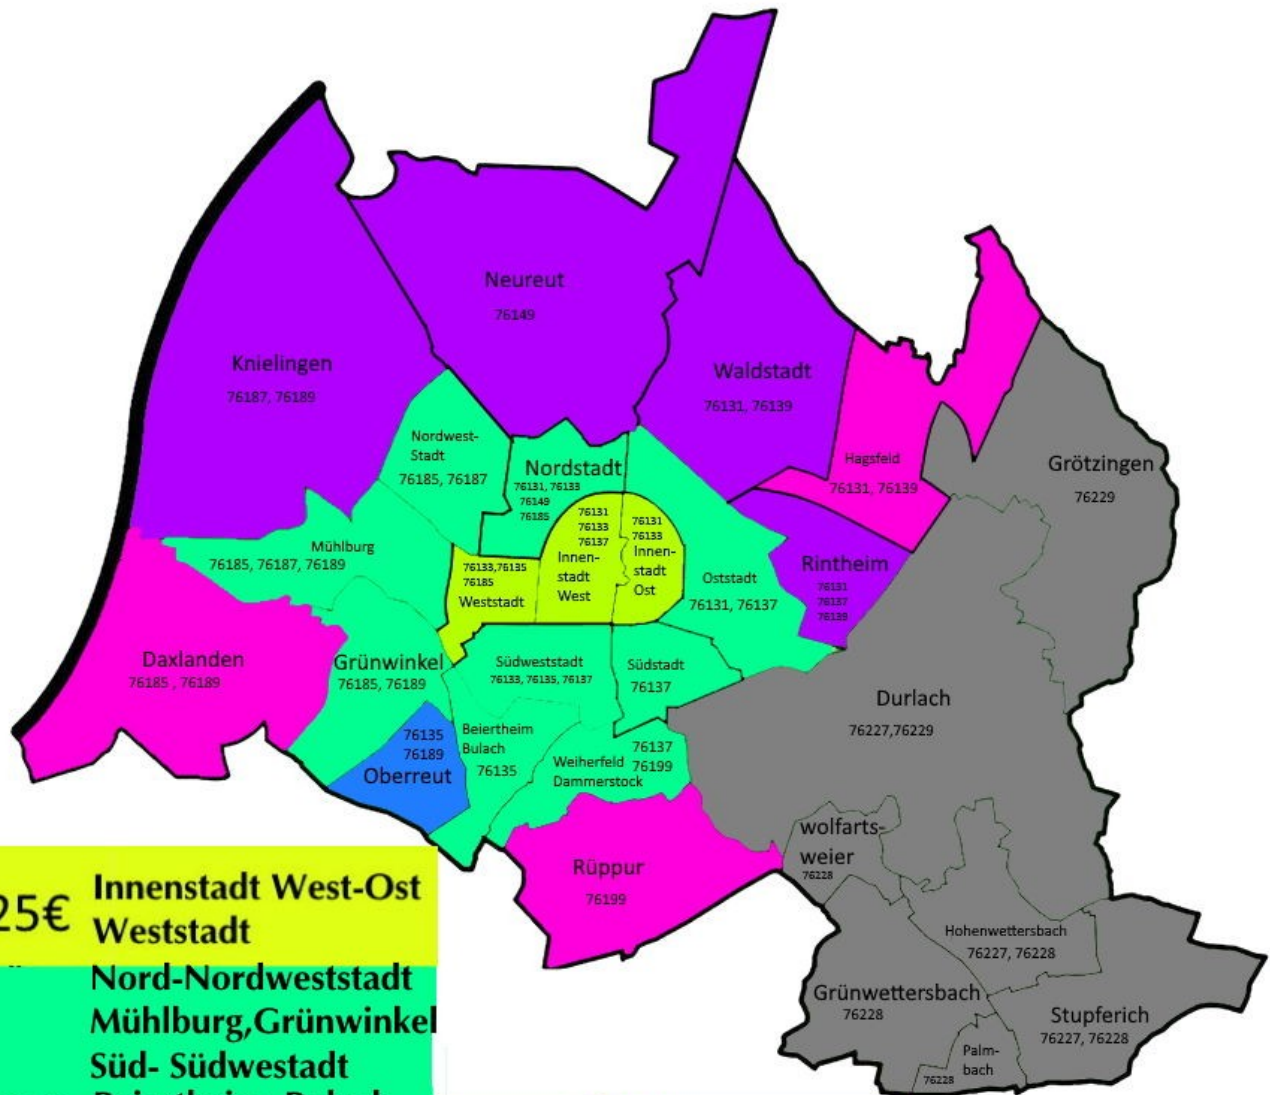 Neureut
76149
Knielingen
76187, 76189
Waldstadt
76131, 76139
Nordwest-
Stadt
76185, 76187
Nordstadt
76131, 76133
76149
76185
Hagsfeld
76131, 76139
Grötzingen
76229
Mühlburg
76185, 76187, 76189
76133,76135
76185
Weststadt
76131
76133
76137
Innen-
stadt
West
76131
76133
Innen-
stadt
Ost
Oststadt
76131, 76137
Rintheim
76131
76137
76139
Daxlanden
76185 , 76189
Grünwinkel
76185, 76189
Südweststadt
76133, 76135, 76137
Südstadt
76137
Durlach
76227,76229
76135
76189
Oberreut
Beiertheim
Bulach
76135
Weiherfeld
Dammerstock
76137
76199
Rüppur
76199
wolfarts-
weier
76228
Hohenwettersbach
76227, 76228
Grünwettersbach
76228
Stupferich
76227, 76228
Palm-
bach
76228
25€
Innenstadt West-Ost
Weststadt
Nord-Nordweststadt
Mühlburg,Grünwinkel
Süd- Südwestadt